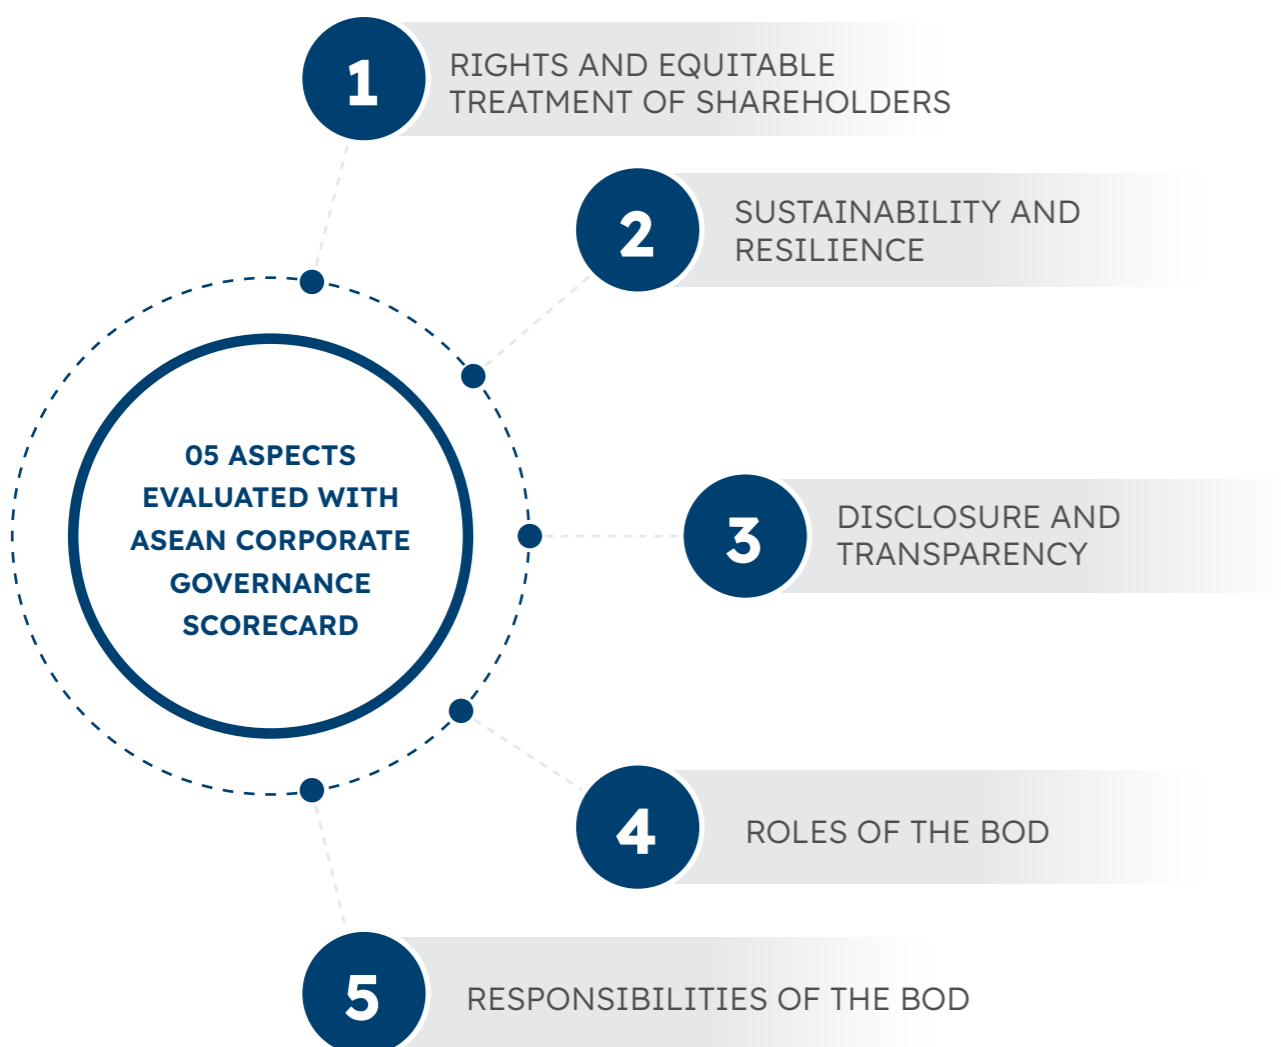 1
RIGHTS AND EQUITABLE
TREATMENT OF SHAREHOLDERS
2
SUSTAINABILITY AND
RESILIENCE
05 ASPECTS
EVALUATED WITH
ASEAN CORPORATE
GOVERNANCE
SCORECARD
3
DISCLOSURE AND
TRANSPARENCY
4
ROLES OF THE BOD
5
RESPONSIBILITIES OF THE BOD